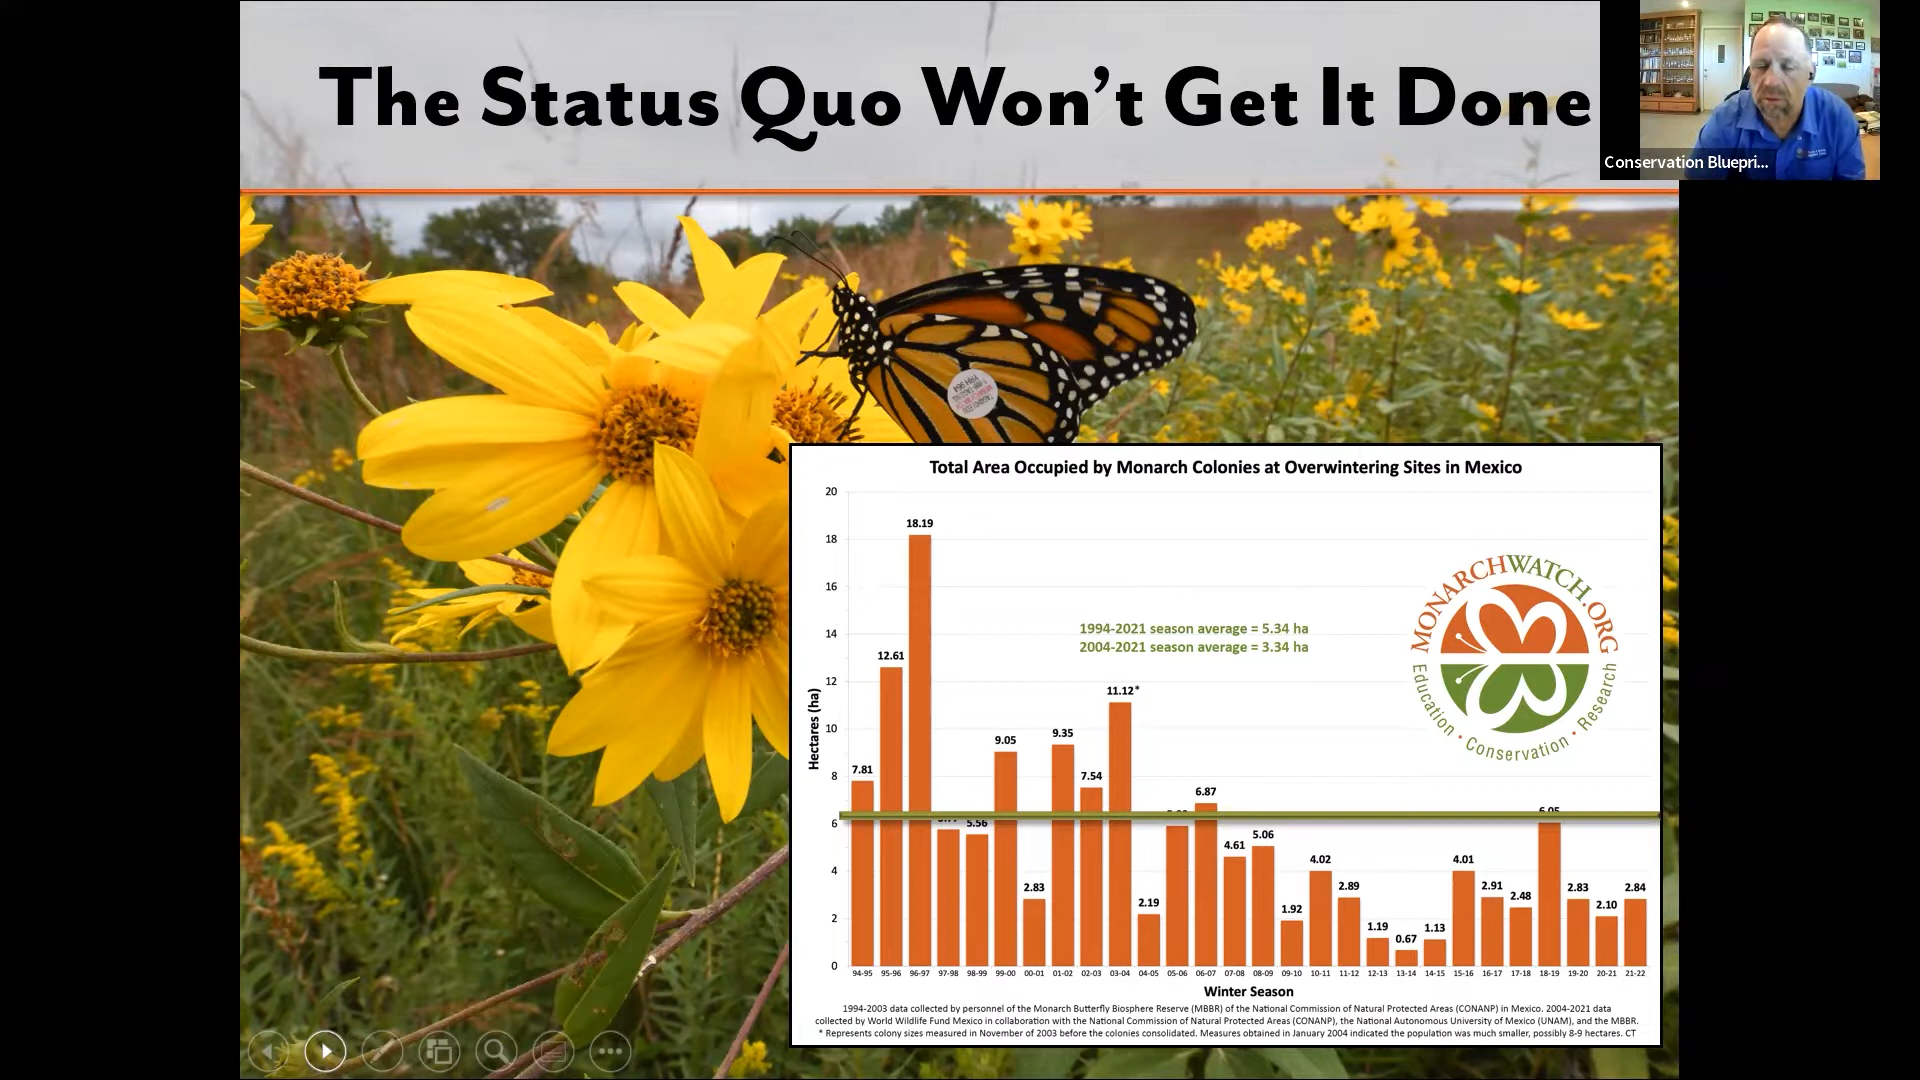 The Status Quo Won't Get It Done
Conservation Bluepri...
Total Area Occupied by Monarch Colonies at Overwintering Sites in Mexico
20
18
16
14
12
10
8
6
4
2
0
Hectares (ha)
7.81
12.61
18.19
5.56
9.05
2.83
9.35
7.54
11.12*
2.19
6.87
4.61
5.06
1.92
4.02
2.89
1.19
0.67
1.13
4.01
2.91
2.48
6.05
2.83
2.10
2.84
1994-2021 season average = 5.34 ha
2004-2021 season average = 3.34 ha
MONARCHWATCH.ORG
Education • Conservation • Research
94-95 95-96 96-97 97-98 98-99 99-00 00-01 01-02 02-03 03-04 04-05 05-06 06-07 07-08 08-09 09-10 10-11 11-12 12-13 13-14 14-15 15-16 16-17 17-18 18-19 19-20 20-21 21-22
Winter Season
1994-2003 data collected by personnel of the Monarch Butterfly Biosphere Reserve (MBBR) of the National Commission of Natural Protected Areas (CONANP) in Mexico. 2004-2021 data
collected by World Wildlife Fund Mexico in collaboration with the National Commission of Natural Protected Areas (CONANP), the National Autonomous University of Mexico (UNAM), and the MBBR.
* Represents colony sizes measured in November of 2003 before the colonies consolidated. Measures obtained in January 2004 indicated the population was much smaller, possibly 8-9 hectares. CT